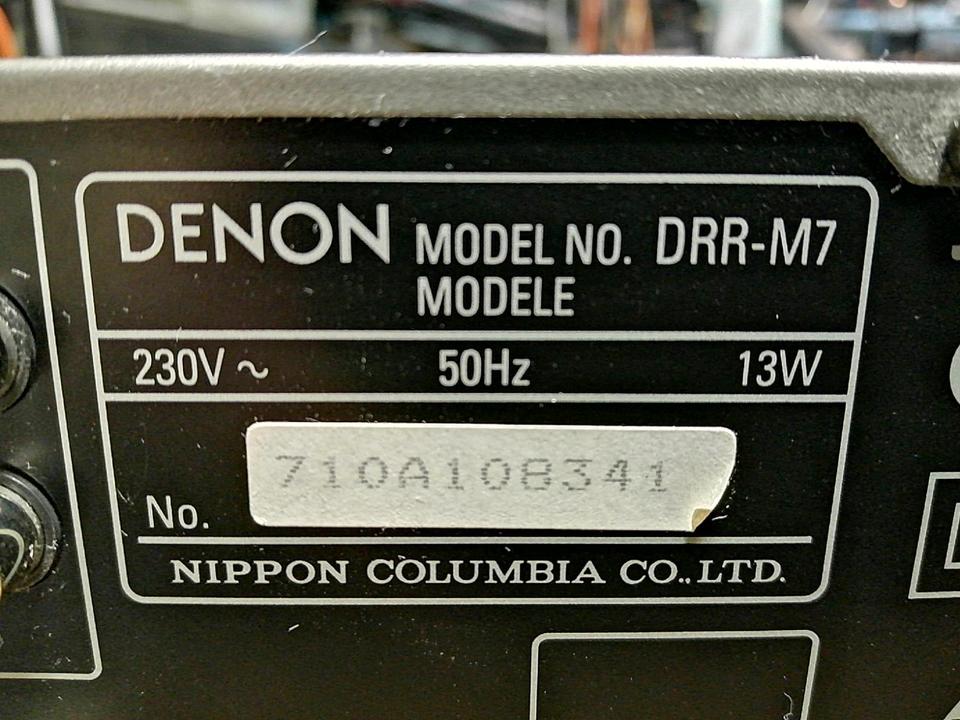 DENON MODEL NO. DRR-M7
MODELE
230V ~ 50Hz 13W
No. 710A108341
NIPPON COLUMBIA CO., LTD.